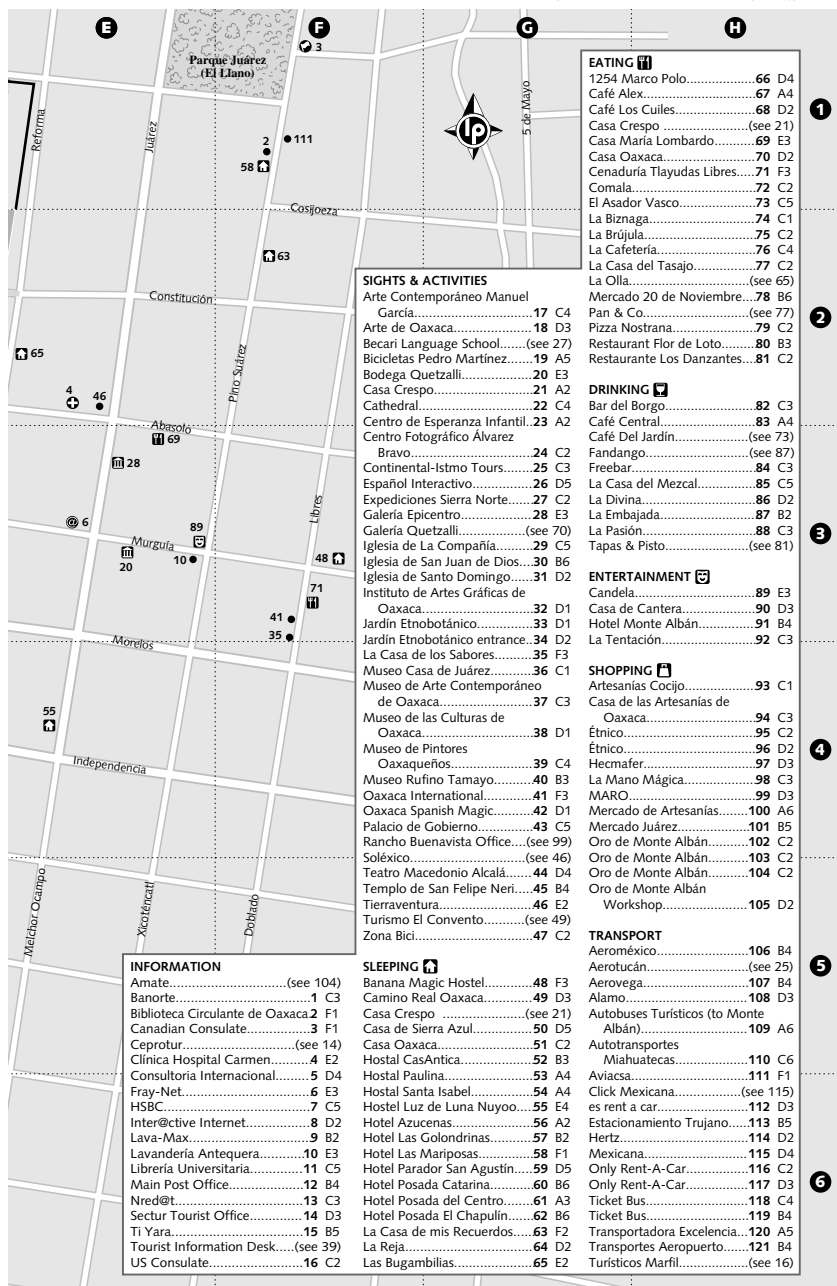 E
F
G
H
1
2
3
4
5
6
Parque Juárez
(El Llano)
3
2
111
58
63
65
4
46
69
28
6
89
20
10
48
71
41
35
55
lp
Reforma
Juárez
5 de Mayo
Cosijoeza
Constitución
Pino Suárez
Abasolo
Libres
Murguía
Morelos
Independencia
Melchor Ocampo
Xicoténcatl
Doblado
INFORMATION
Amate.......................(see 104)
Banorte...........................1 C3
Biblioteca Circulante de Oaxaca.2 F1
Canadian Consulate...............3 F1
Ceprotur......................(see 14)
Clínica Hospital Carmen...........4 E2
Consultoria Internacional..........5 D4
Fray-Net..........................6 E3
HSBC.............................7 C5
Inter@ctive Internet..............8 D2
Lava-Max.........................9 B2
Lavandería Antequera.............10 E3
Librería Universitaria.............11 C5
Main Post Office.................12 B4
Nred@t..........................13 C3
Sectur Tourist Office.............14 D3
Ti Yara..........................15 B5
Tourist Information Desk.....(see 39)
US Consulate....................16 C2
SIGHTS & ACTIVITIES
Arte Contemporáneo Manuel
García..........................17 C4
Arte de Oaxaca..................18 D3
Becari Language School.......(see 27)
Bicicletas Pedro Martínez.........19 A5
Bodega Quetzalli................20 E3
Casa Crespo.....................21 A2
Cathedral.......................22 C4
Centro de Esperanza Infantil..23 A2
Centro Fotográfico Álvarez
Bravo...........................24 C2
Continental-Istmo Tours..........25 C3
Español Interactivo..............26 D5
Expediciones Sierra Norte........27 C2
Galería Epicentro................28 E3
Galería Quetzalli.............(see 70)
Iglesia de La Compañía...........29 C5
Iglesia de San Juan de Dios....30 B6
Iglesia de Santo Domingo........31 D2
Instituto de Artes Gráficas de
Oaxaca..........................32 D1
Jardín Etnobotánico..............33 D1
Jardín Etnobotánico entrance..34 D2
La Casa de los Sabores...........35 F3
Museo Casa de Juárez............36 C1
Museo de Arte Contemporáneo
de Oaxaca.......................37 C3
Museo de las Culturas de
Oaxaca..........................38 D1
Museo de Pintores
Oaxaqueños......................39 C4
Museo Rufino Tamayo............40 B3
Oaxaca International.............41 F3
Oaxaca Spanish Magic............42 D1
Palacio de Gobierno..............43 C5
Rancho Buenavista Office....(see 99)
Soléxico......................(see 46)
Teatro Macedonio Alcalá..........44 D4
Templo de San Felipe Neri........45 B4
Tierraventura....................46 E2
Turismo El Convento...........(see 49)
Zona Bici........................47 C2
SLEEPING
Banana Magic Hostel.............48 F3
Camino Real Oaxaca..............49 D3
Casa Crespo ..................(see 21)
Casa de Sierra Azul..............50 D5
Casa Oaxaca.....................51 C2
Hostal CasAntica................52 B3
Hostal Paulina...................53 A4
Hostal Santa Isabel..............54 A4
Hostel Luz de Luna Nuyoo........55 E4
Hotel Azucenas..................56 A2
Hotel Las Golondrinas...........57 B2
Hotel Las Mariposas.............58 F1
Hotel Parador San Agustín.......59 D5
Hotel Posada Catarina...........60 B6
Hotel Posada del Centro.........61 A3
Hotel Posada El Chapulín........62 B6
La Casa de mis Recuerdos........63 F2
La Reja.........................64 D2
Las Bugambilias.................65 E2
EATING
1254 Marco Polo.................66 D4
Café Alex.......................67 A4
Café Los Cuiles.................68 D2
Casa Crespo ..................(see 21)
Casa María Lombardo............69 E3
Casa Oaxaca.....................70 D2
Cenaduría Tlayudas Libres.....71 F3
Comala..........................72 C2
El Asador Vasco.................73 C5
La Biznaga......................74 C1
La Brújula......................75 C2
La Cafetería....................76 C4
La Casa del Tasajo..............77 C2
La Olla.......................(see 65)
Mercado 20 de Noviembre....78 B6
Pan & Co......................(see 77)
Pizza Nostrana..................79 C2
Restaurant Flor de Loto.........80 B3
Restaurante Los Danzantes....81 C2
DRINKING
Bar del Borgo...................82 C3
Café Central....................83 A4
Café Del Jardín...............(see 73)
Fandango......................(see 87)
Freebar.........................84 C3
La Casa del Mezcal..............85 C5
La Divina.......................86 D2
La Embajada.....................87 B2
La Pasión.......................88 C3
Tapas & Pisto.................(see 81)
ENTERTAINMENT
Candela.........................89 E3
Casa de Cantera.................90 D3
Hotel Monte Albán...............91 B4
La Tentación....................92 C3
SHOPPING
Artesanías Cocijo...............93 C1
Casa de las Artesanías de
Oaxaca..........................94 C3
Étnico..........................95 C2
Étnico..........................96 D2
Hecmafer........................97 D3
La Mano Mágica..................98 C3
MARO............................99 D3
Mercado de Artesanías..........100 A6
Mercado Juárez.................101 B5
Oro de Monte Albán.............102 C2
Oro de Monte Albán.............103 C2
Oro de Monte Albán.............104 C2
Oro de Monte Albán
Workshop.......................105 D2
TRANSPORT
Aeroméxico.....................106 B4
Aerotucán.....................(see 25)
Aerovega.......................107 B4
Alamo..........................108 D3
Autobuses Turísticos (to Monte
Albán).........................109 A6
Autotransportes
Miahuatecas....................110 C6
Aviacsa........................111 F1
Click Mexicana...............(see 115)
es rent a car..................112 D3
Estacionamiento Trujano........113 B5
Hertz..........................114 D2
Mexicana.......................115 D4
Only Rent-A-Car................116 C2
Only Rent-A-Car................117 D3
Ticket Bus.....................118 C4
Ticket Bus.....................119 B4
Transportadora Excelencia....120 A5
Transportes Aeropuerto.........121 B4
Turísticos Marfil.............(see 16)